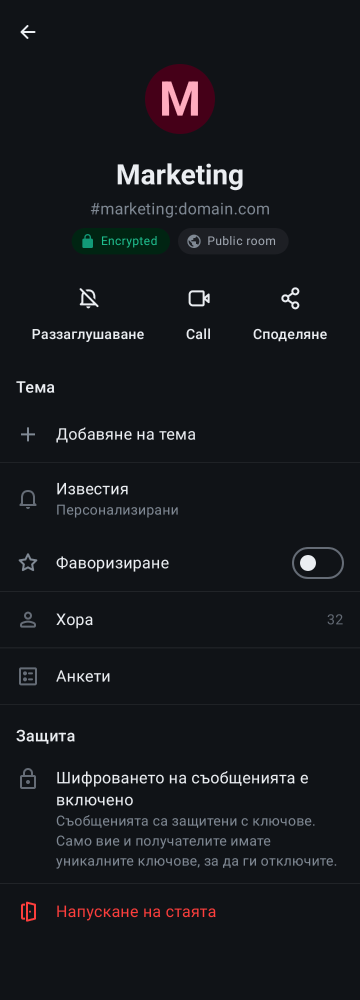 M
Marketing
#marketing:domain.com
Encrypted
Public room
Раззаглушаване
Call
Споделяне
Тема
Добавяне на тема
Известия
Персонализирани
Фаворизиране
Хора
32
Анкети
Защита
Шифроването на съобщенията е
включено
Съобщенията са защитени с ключове.
Само вие и получателите имате
уникалните ключове, за да ги отключите.
Напускане на стаята